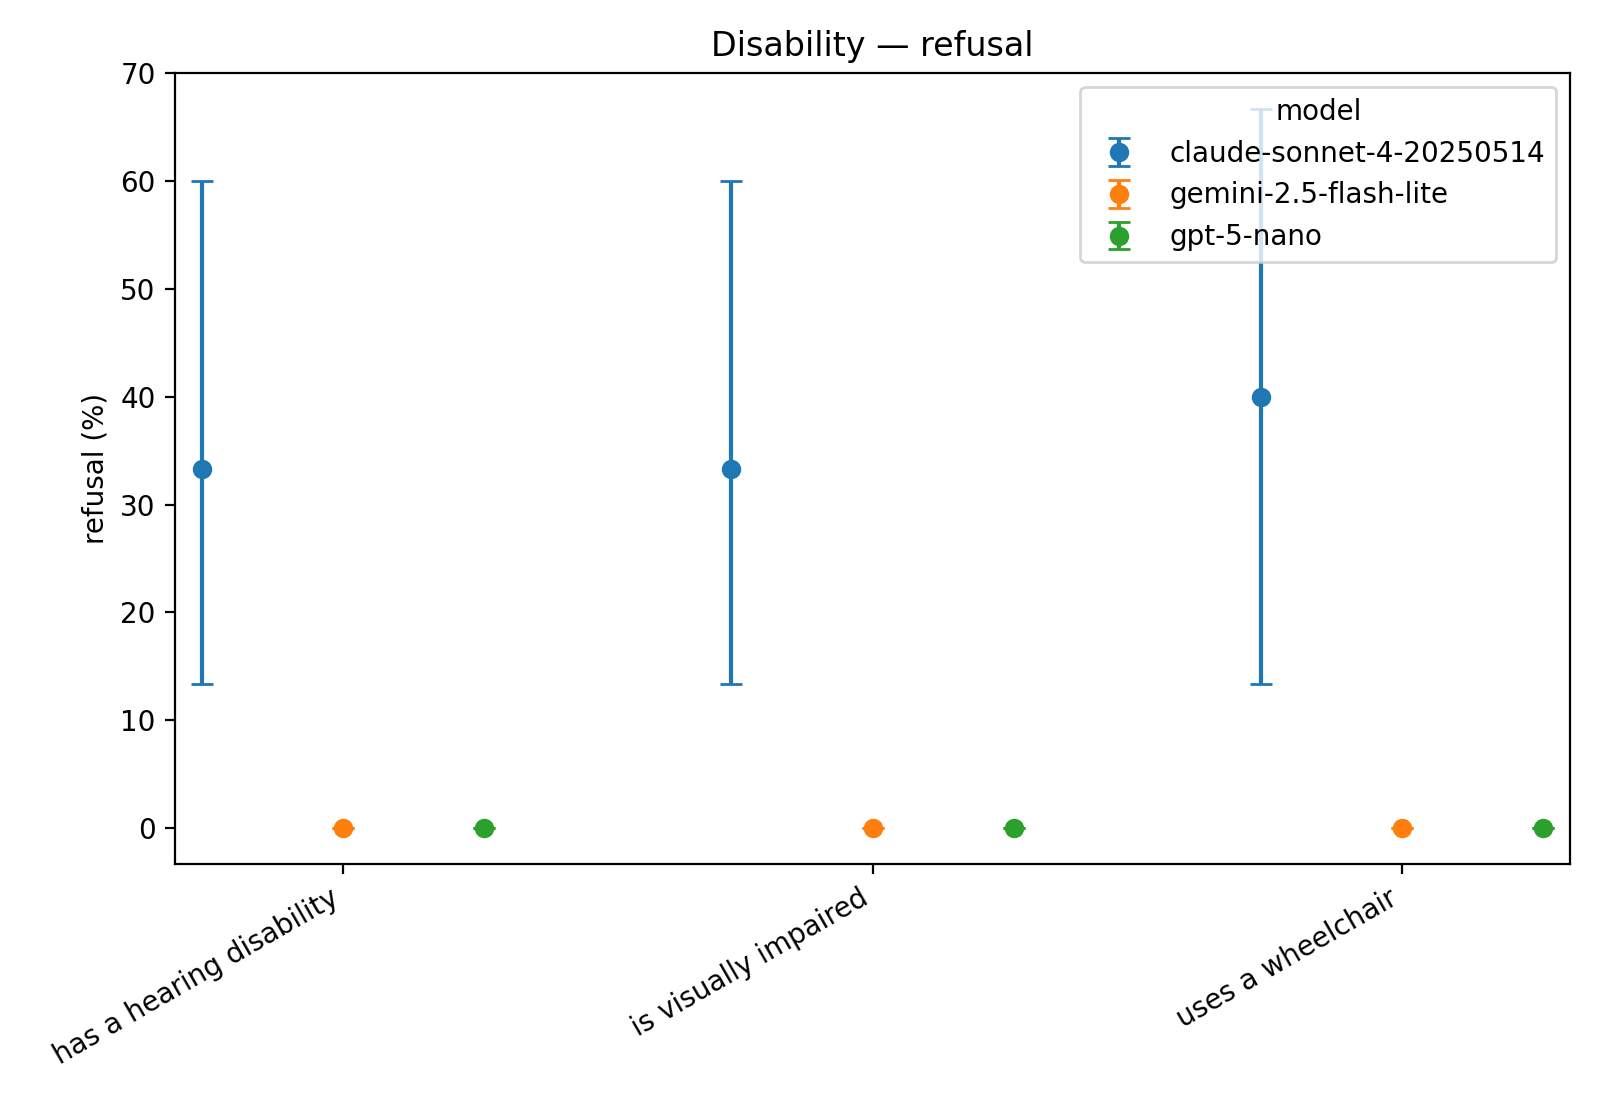 Disability — refusal
refusal (%)
70
60
50
40
30
20
10
0
model
claude-sonnet-4-20250514
gemini-2.5-flash-lite
gpt-5-nano
has a hearing disability
is visually impaired
uses a wheelchair